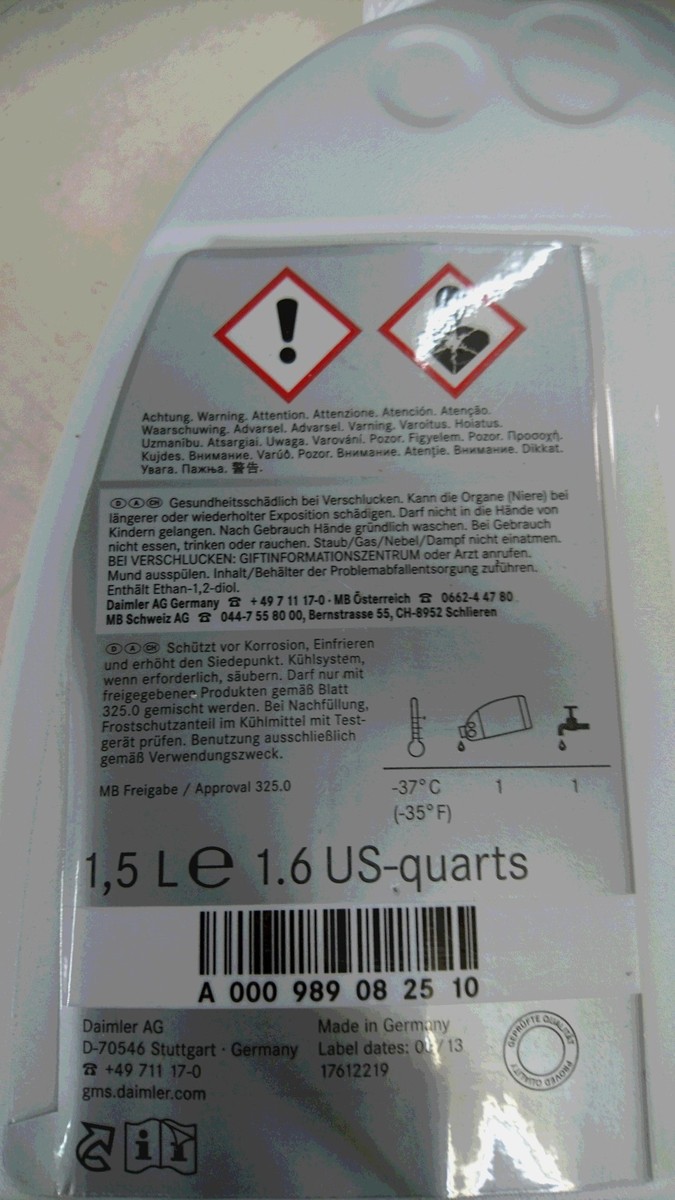 Achtung. Warning. Attention. Attenzione. Atención. Atenção.
Waarschuwing. Advarsel. Advarsel. Varning. Varoitus. Hoiatus.
Uzmanību. Atsargiai. Uwaga. Varování. Pozor. Figyelem. Pozor. Προσοχή.
Kujdes. Внимание. Varúð. Pozor. Внимание. Atenţie. Внимание. Dikkat.
Увага. Пажња. 警告.
D A CH Gesundheitsschädlich bei Verschlucken. Kann die Organe (Niere) bei
längerer oder wiederholter Exposition schädigen. Darf nicht in die Hände von
Kindern gelangen. Nach Gebrauch Hände gründlich waschen. Bei Gebrauch
nicht essen, trinken oder rauchen. Staub/Gas/Nebel/Dampf nicht einatmen.
BEI VERSCHLUCKEN: GIFTINFORMATIONSZENTRUM oder Arzt anrufen.
Mund ausspülen. Inhalt/Behälter der Problemabfallentsorgung zuführen.
Enthält Ethan-1,2-diol.
Daimler AG Germany ☎ +49 7 11 17-0 · MB Österreich ☎ 0662-4 47 80
MB Schweiz AG ☎ 044-7 55 80 00, Bernstrasse 55, CH-8952 Schlieren
D A CH Schützt vor Korrosion, Einfrieren
und erhöht den Siedepunkt. Kühlsystem,
wenn erforderlich, säubern. Darf nur mit
freigegebenen Produkten gemäß Blatt
325.0 gemischt werden. Bei Nachfüllung,
Frostschutzanteil im Kühlmittel mit Test-
gerät prüfen. Benutzung ausschließlich
gemäß Verwendungszweck.
MB Freigabe / Approval 325.0
-37°C 1 1
(-35°F)
1,5 L e 1.6 US-quarts
A 000 989 08 25 10
Daimler AG
D-70546 Stuttgart · Germany
☎ +49 711 17-0
gms.daimler.com
Made in Germany
Label dates: /13
17612219
GEPRÜFTE QUALITÄT
PROVED QUALITY